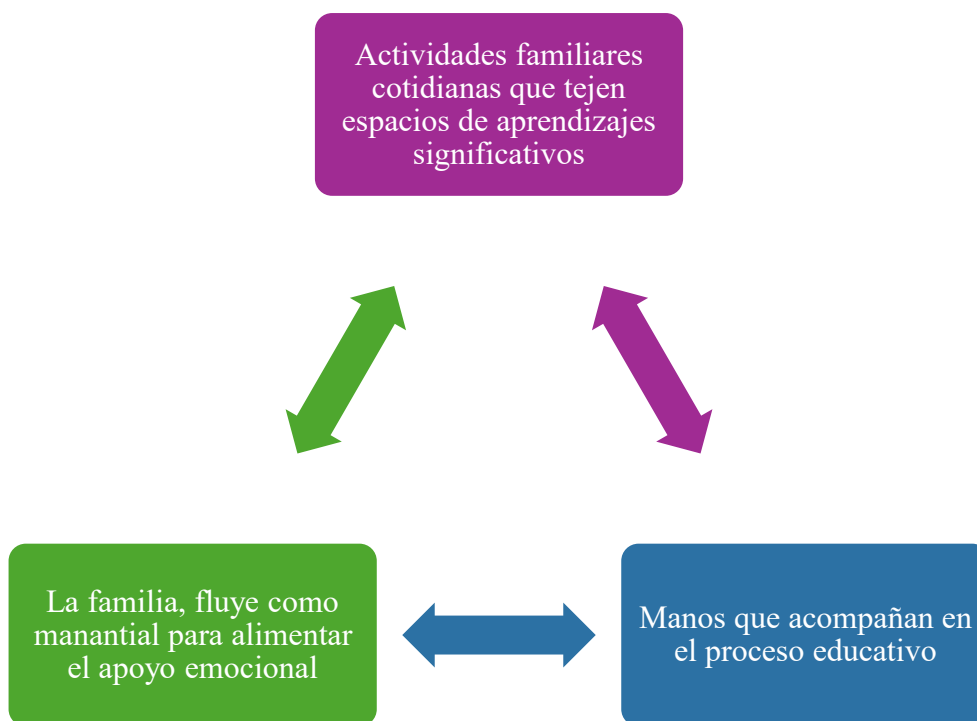 Actividades familiares
cotidianas que tejen
espacios de aprendizajes
significativos
La familia, fluye como
manantial para alimentar
el apoyo emocional
Manos que acompañan en
el proceso educativo